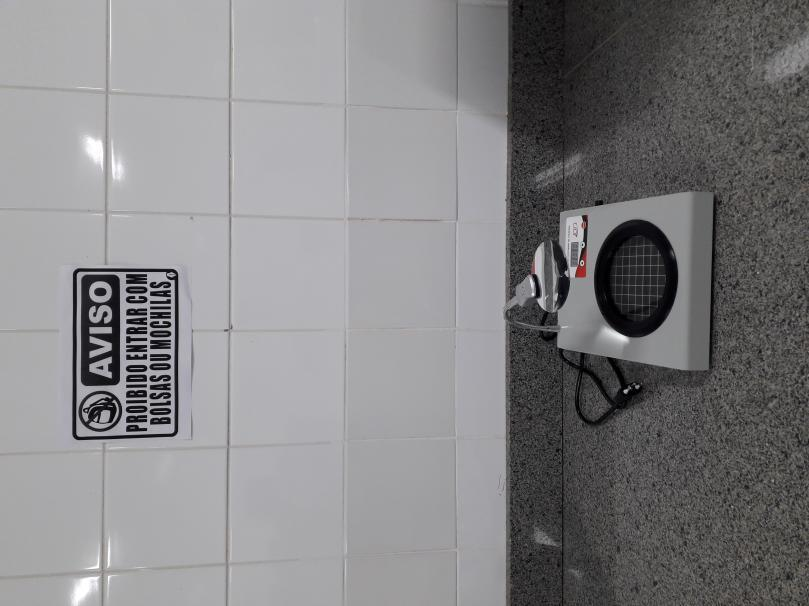 AVISO
PROIBIDO ENTRAR COM
BOLSAS OU MOCHILAS